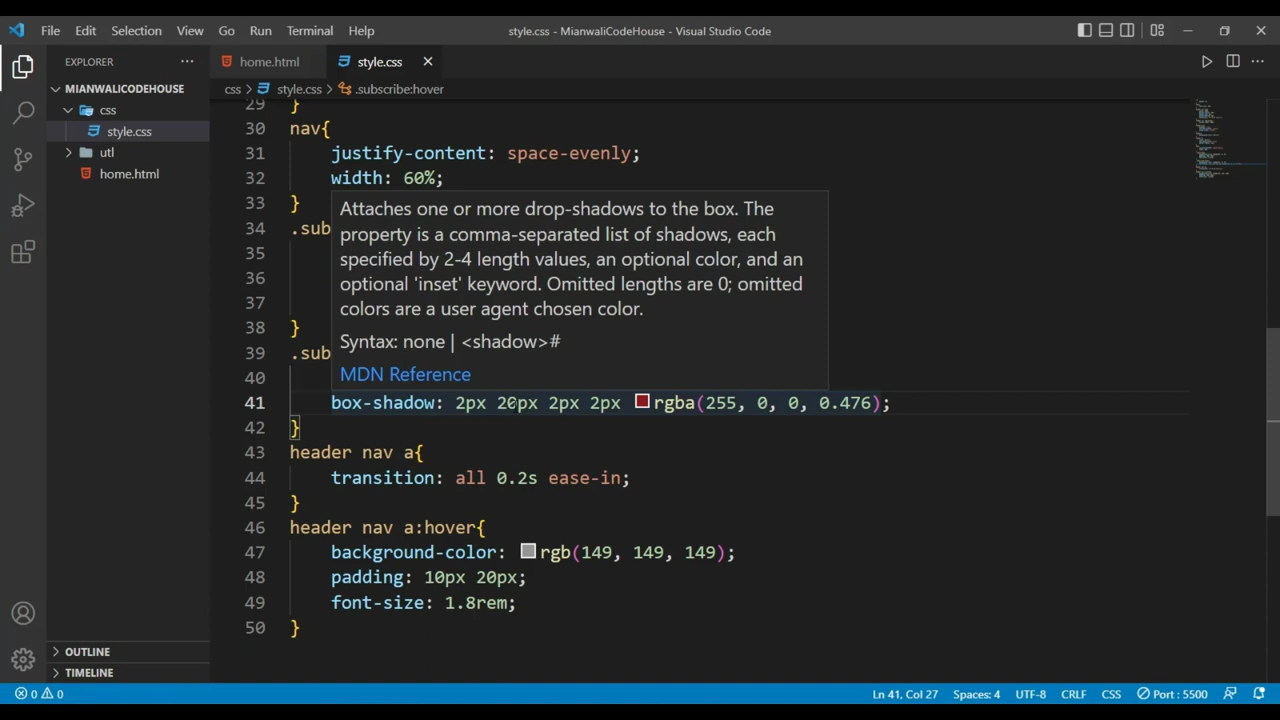 File Edit Selection View Go Run Terminal Help
style.css - MianwaliCodeHouse - Visual Studio Code
EXPLORER
MIANWALICODEHOUSE
css
style.css
utl
home.html
OUTLINE
TIMELINE
home.html
style.css
css > style.css > .subscribe:hover
29 }
30 nav{
31 justify-content: space-evenly;
32 width: 60%;
33 }
34 .sub
35
36
37
38 }
39 .sub
40
Attaches one or more drop-shadows to the box. The
property is a comma-separated list of shadows, each
specified by 2-4 length values, an optional color, and an
optional 'inset' keyword. Omitted lengths are 0; omitted
colors are a user agent chosen color.
Syntax: none | <shadow>#
MDN Reference
41 box-shadow: 2px 20px 2px 2px rgba(255, 0, 0, 0.476);
42 }
43 header nav a{
44 transition: all 0.2s ease-in;
45 }
46 header nav a:hover{
47 background-color: rgb(149, 149, 149);
48 padding: 10px 20px;
49 font-size: 1.8rem;
50 }
0 0 Ln 41, Col 27 Spaces: 4 UTF-8 CRLF CSS Port : 5500